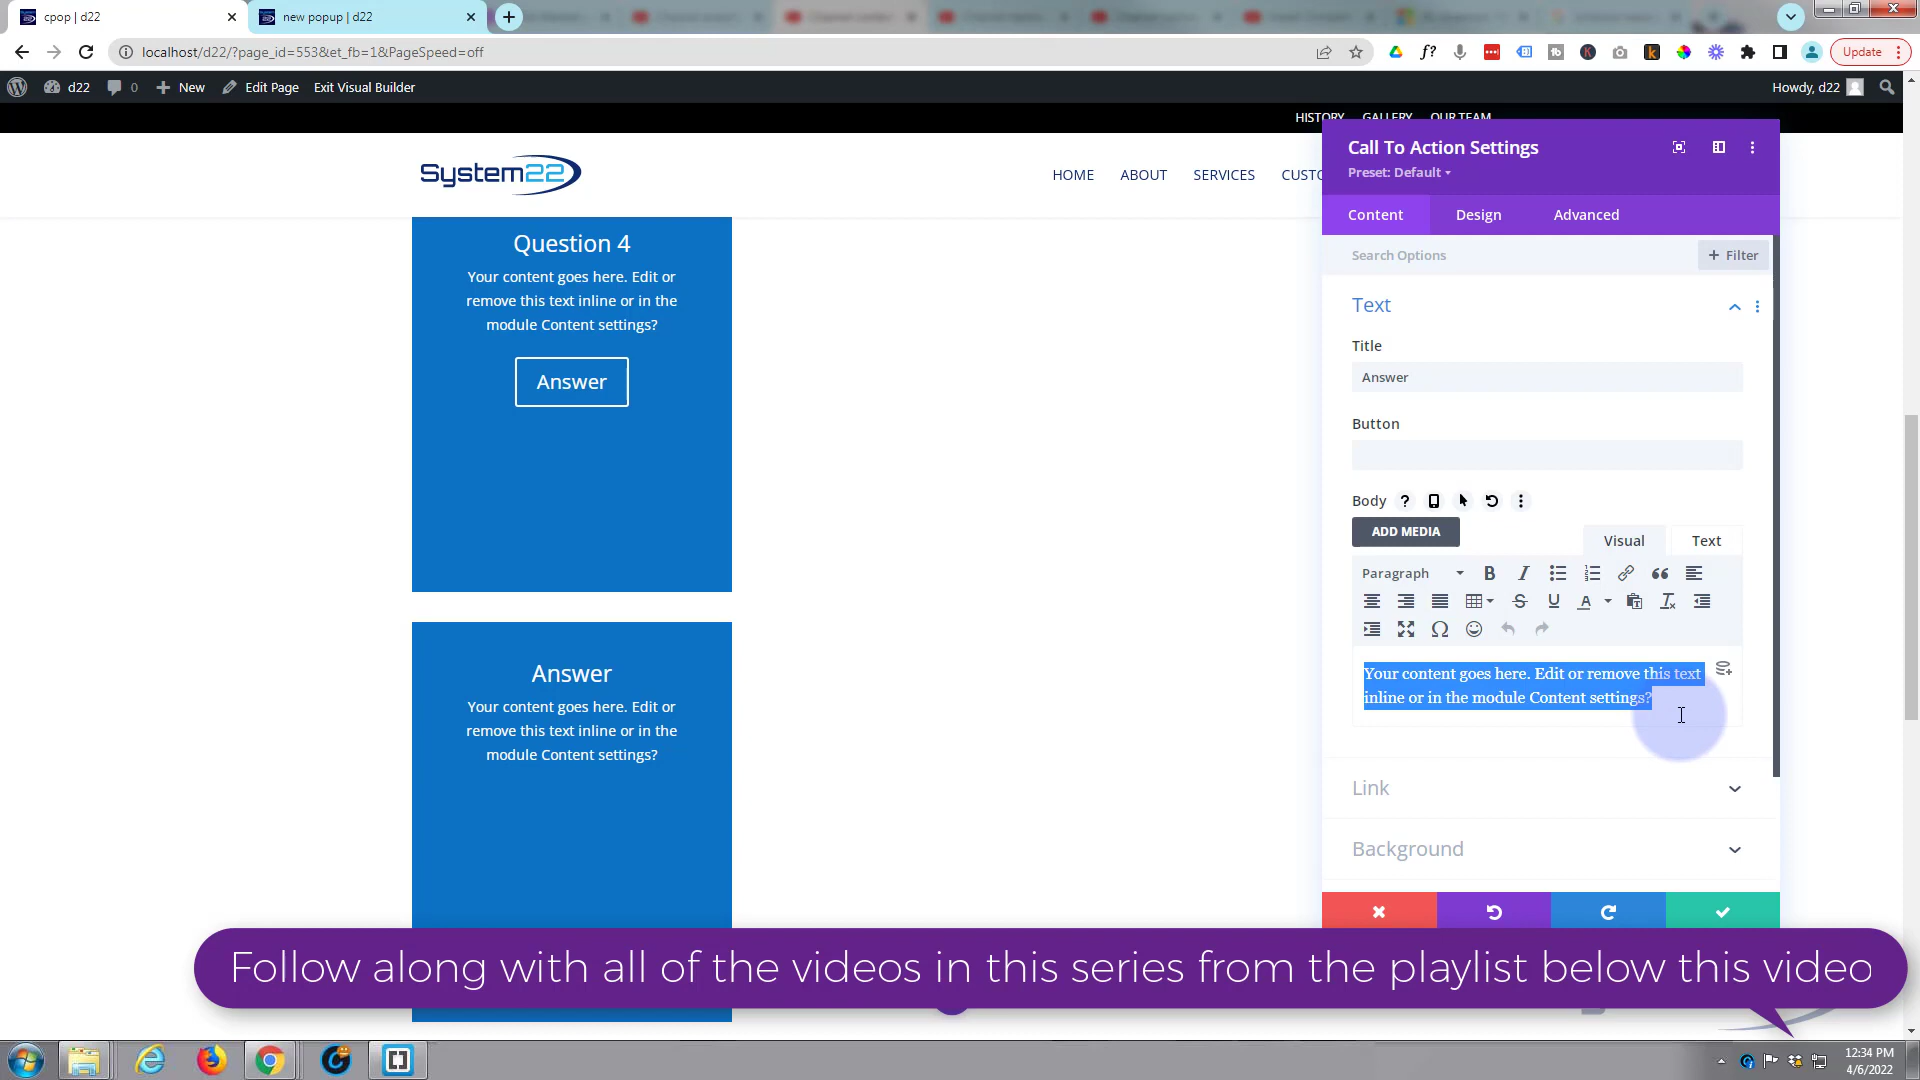 cpop | d22
new popup | d22
localhost/d22/?page_id=553&et_fb=1&PageSpeed=off
Update
d22
0
New
Edit Page
Exit Visual Builder
Howdy, d22
HISTORY
GALLERY
OUR TEAM
System22
HOME
ABOUT
SERVICES
CUSTO
Question 4
Your content goes here. Edit or
remove this text inline or in the
module Content settings?
Answer
Answer
Your content goes here. Edit or
remove this text inline or in the
module Content settings?
Call To Action Settings
Preset: Default
Content
Design
Advanced
Search Options
+ Filter
Text
Title
Answer
Button
Body
ADD MEDIA
Visual
Text
Paragraph
Your content goes here. Edit or remove this text
inline or in the module Content settings?
Link
Background
Follow along with all of the videos in this series from the playlist below this video
12:34 PM
4/6/2022